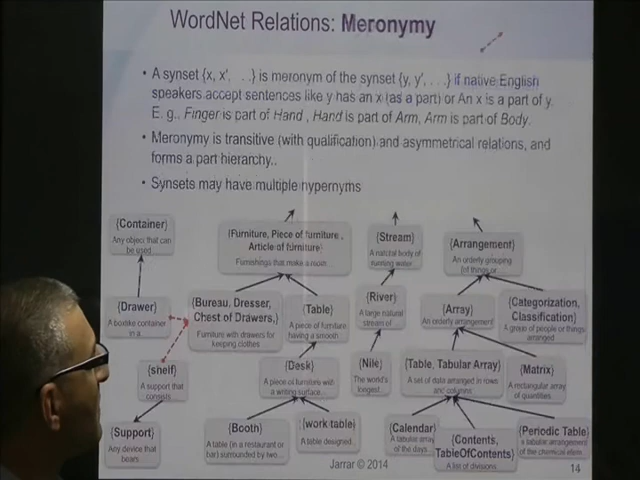 WordNet Relations: Meronymy
• A synset {x, x′, . . .} is meronym of the synset {y, y′, . . .} if native English
speakers accept sentences like y has an x (as a part) or An x is a part of y.
E. g., Finger is part of Hand , Hand is part of Arm, Arm is part of Body.
• Meronymy is transitive (with qualification) and asymmetrical relations, and
forms a part hierarchy..
• Synsets may have multiple hypernyms
{Container}
Any object that can
be used
{Furniture, Piece of furniture ,
Article of furniture}
Furnishings that make a room
{Stream}
A natural body of
running water
{Arrangement}
An orderly grouping
(of things or
{Drawer}
A boxlike container
in a
{Bureau, Dresser,
Chest of Drawers,}
Furniture with drawers for
keeping clothes
{Table}
A piece of furniture
having a smooth
{River}
A large natural
stream of
{Array}
An orderly arrangement
{Categorization,
Classification}
A group of people or things
arranged
{shelf}
A support that
consists
{Desk}
A piece of furniture with
a writing surface
{Nile}
The world's
longest
{Table, Tabular Array}
A set of data arranged in rows
and columns
{Matrix}
A rectangular array
of quantities
{Support}
Any device that
bears
{Booth}
A table (in a restaurant or
bar) surrounded by two
{work table}
A table designed
{Calendar}
A tabular array
of the days
{Contents,
TableOfContents}
A list of divisions
{Periodic Table}
a tabular arrangement
of the chemical
Jarrar © 2014
14